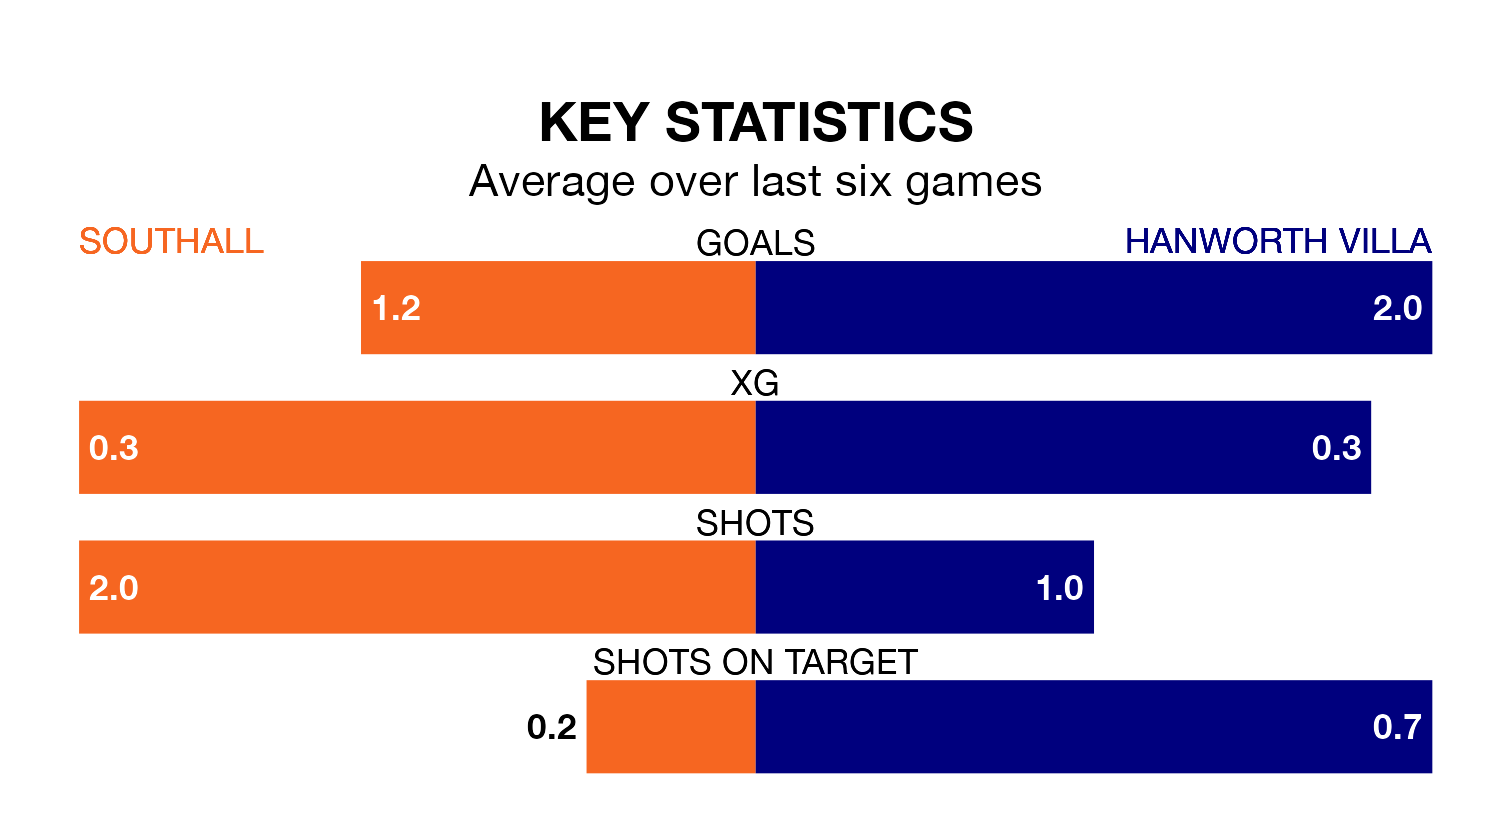 KEY STATISTICS
Average over last six games
SOUTHALL GOALS HANWORTH VILLA
1.2 2.0
XG
0.3 0.3
SHOTS
2.0 1.0
SHOTS ON TARGET
0.2 0.7